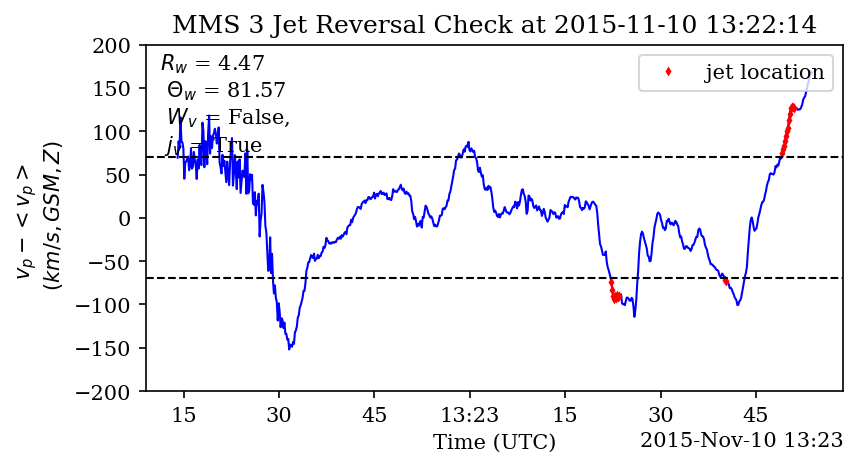 MMS 3 Jet Reversal Check at 2015-11-10 13:22:14
R_w = 4.47
Θ_w = 81.57
W_v = False,
j_v = True
jet location
v_p − < v_p >
(km/s, GSM, Z)
200
150
100
50
0
−50
−100
−150
−200
15
30
45
13:23
15
30
45
Time (UTC)
2015-Nov-10 13:23